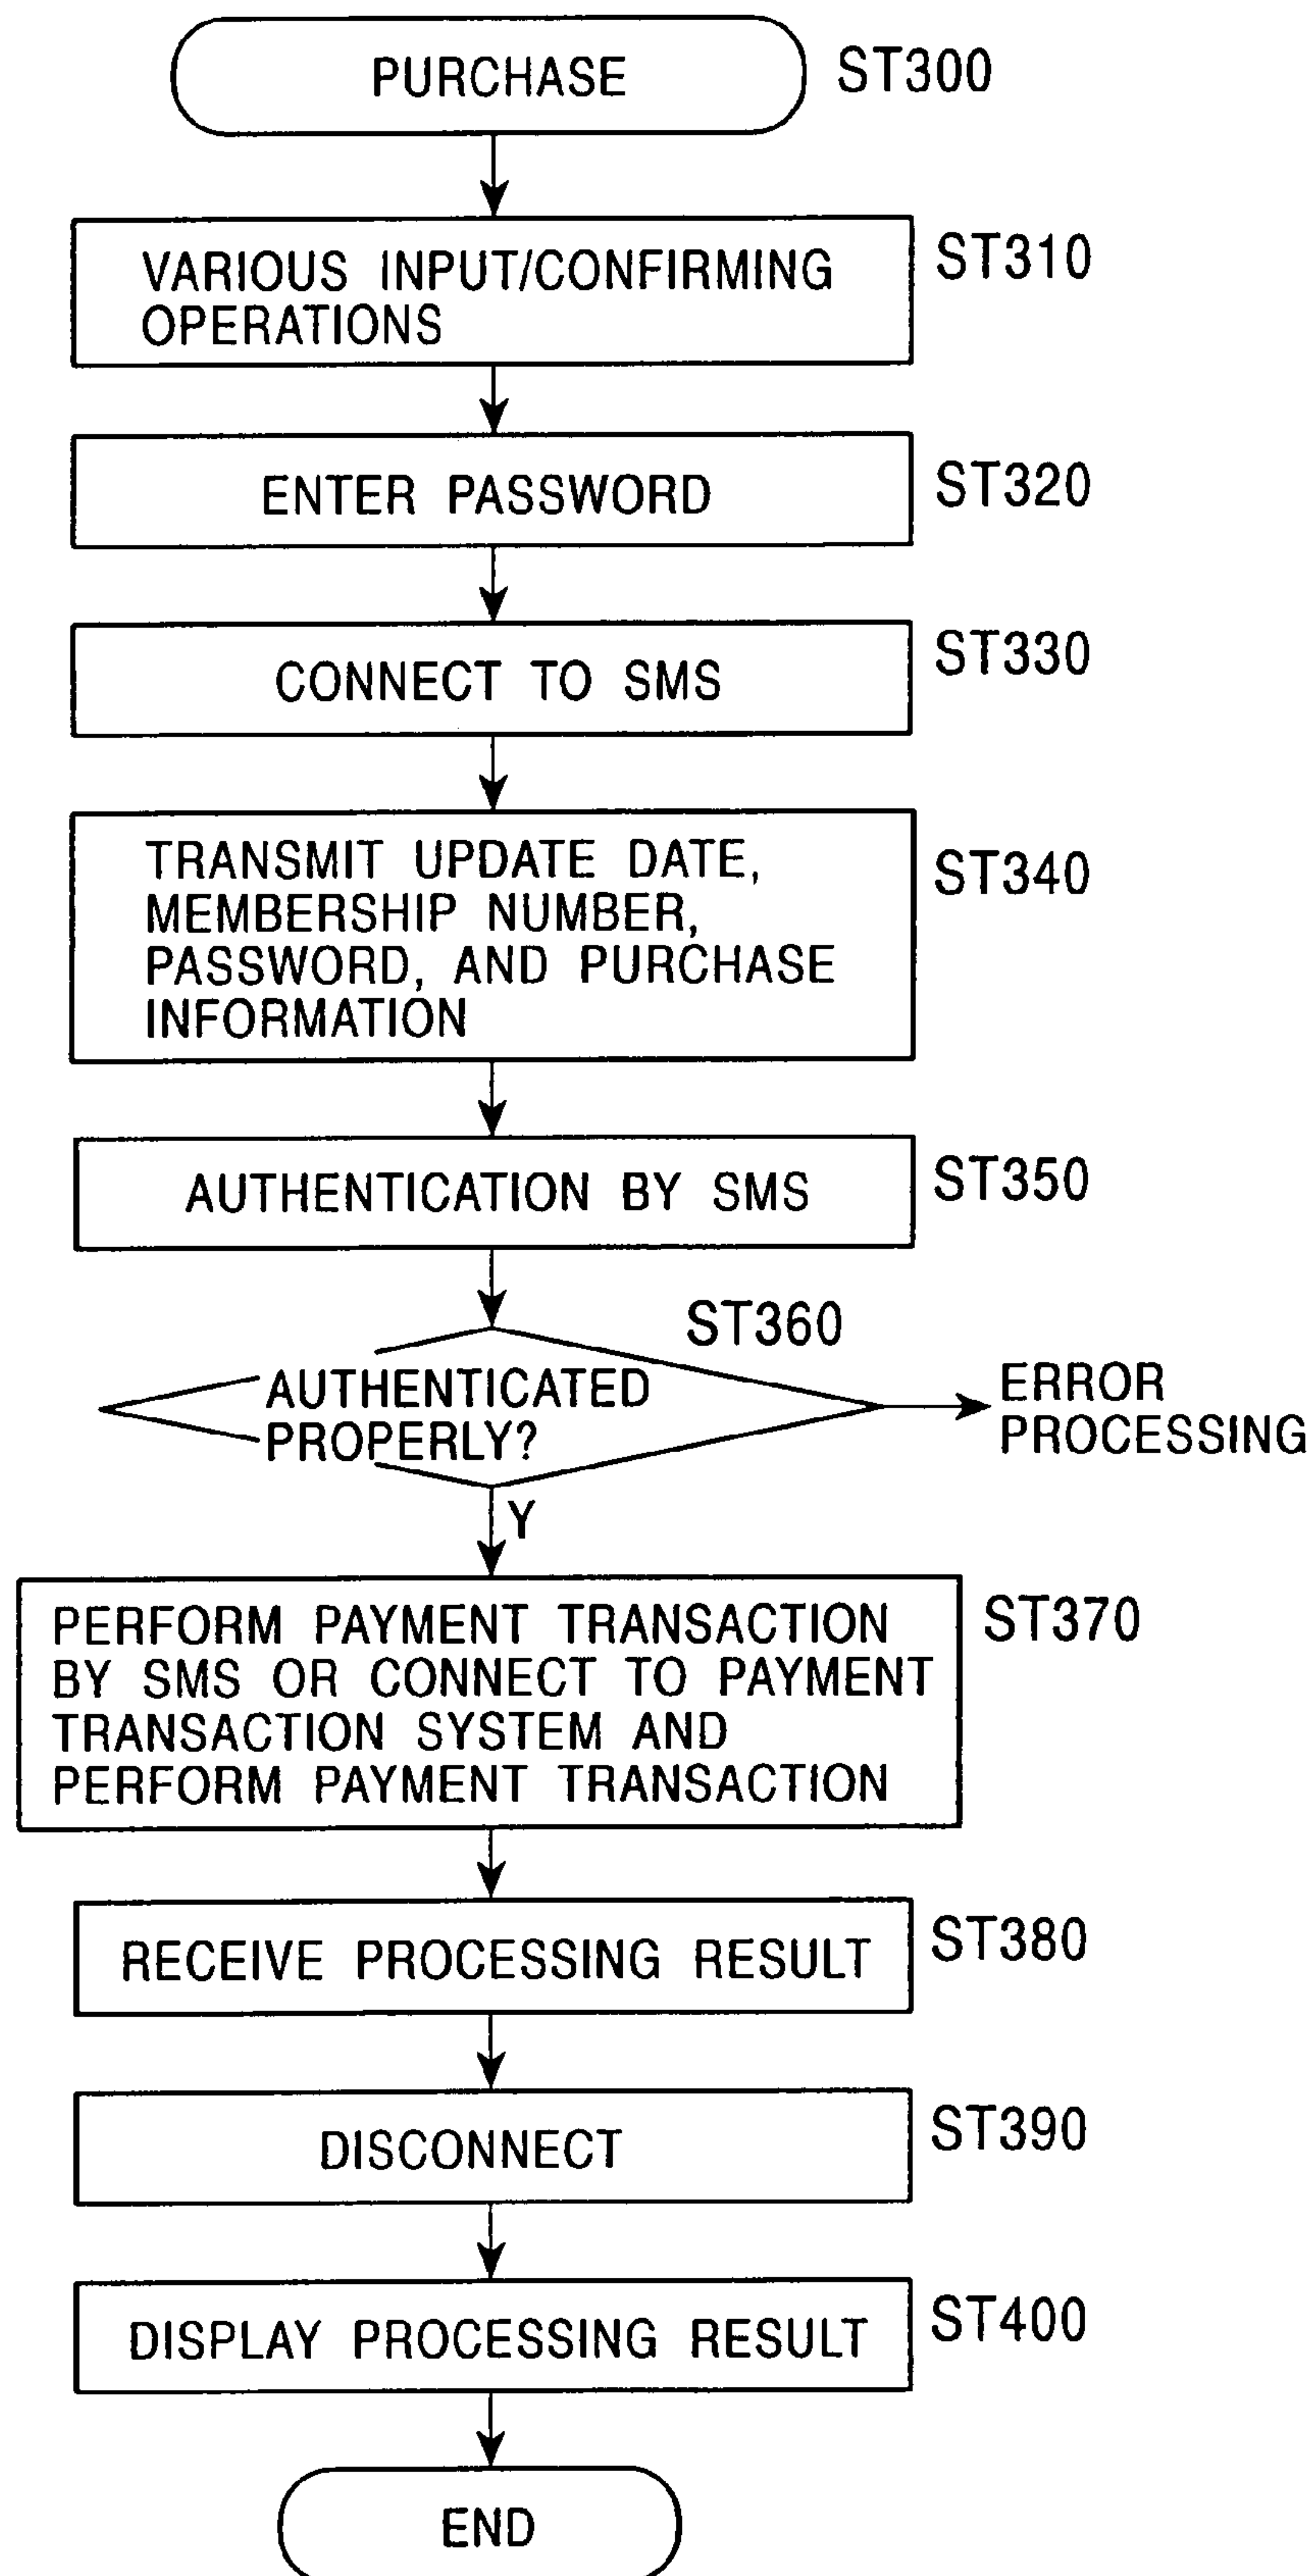 PURCHASE
ST300
VARIOUS INPUT/CONFIRMING
OPERATIONS
ST310
ENTER PASSWORD
ST320
CONNECT TO SMS
ST330
TRANSMIT UPDATE DATE,
MEMBERSHIP NUMBER,
PASSWORD, AND PURCHASE
INFORMATION
ST340
AUTHENTICATION BY SMS
ST350
ST360
AUTHENTICATED
PROPERLY?
ERROR
PROCESSING
Y
PERFORM PAYMENT TRANSACTION
BY SMS OR CONNECT TO PAYMENT
TRANSACTION SYSTEM AND
PERFORM PAYMENT TRANSACTION
ST370
RECEIVE PROCESSING RESULT
ST380
DISCONNECT
ST390
DISPLAY PROCESSING RESULT
ST400
END